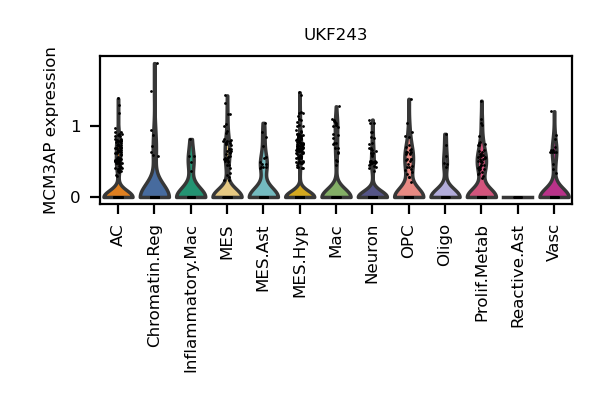 UKF243
MCM3AP expression
1
0
AC
Chromatin.Reg
Inflammatory.Mac
MES
MES.Ast
MES.Hyp
Mac
Neuron
OPC
Oligo
Prolif.Metab
Reactive.Ast
Vasc